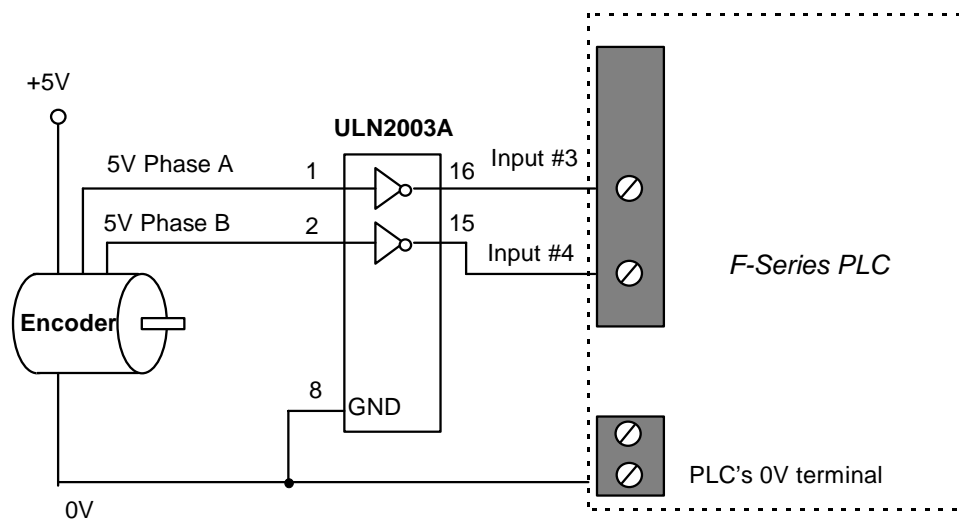 +5V
ULN2003A
5V Phase A
1
16
Input #3
5V Phase B
2
15
Input #4
F-Series PLC
Encoder
8
GND
PLC's 0V terminal
0V